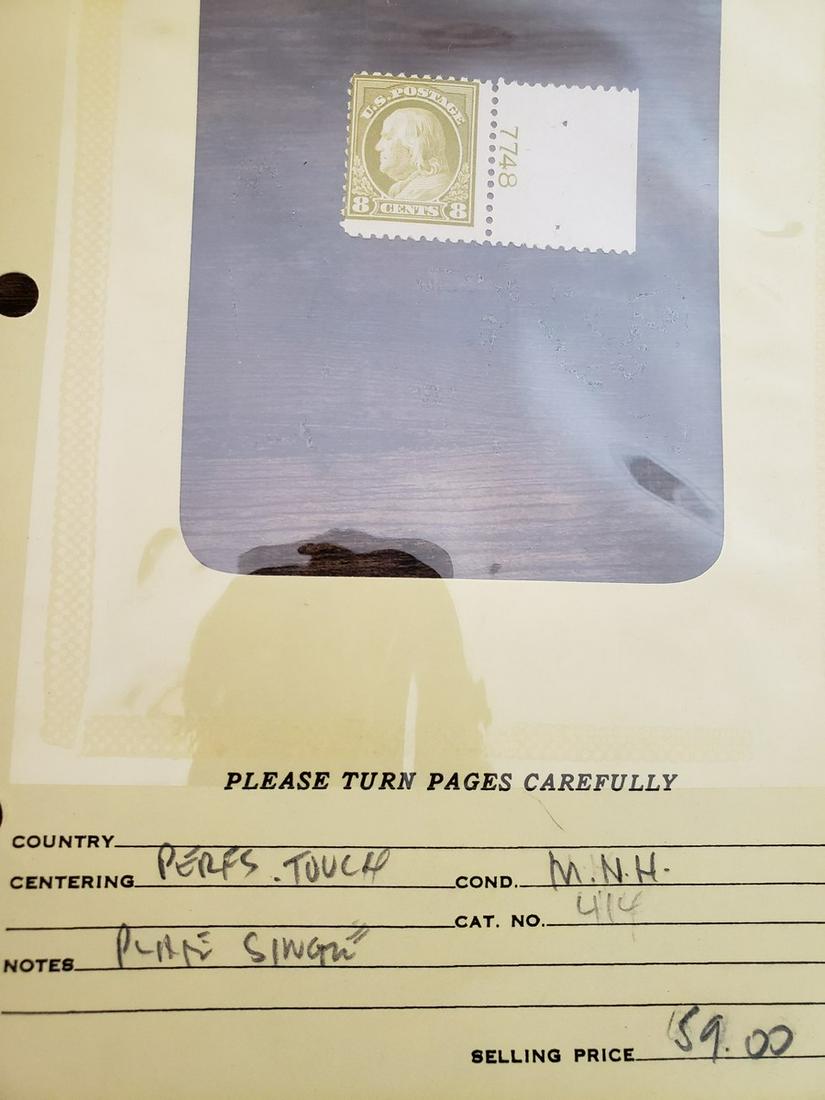 U.S. POSTAGE
8 CENTS 8
7748
PLEASE TURN PAGES CAREFULLY
COUNTRY
CENTERING PERFS. TOUCH COND. M.N.H.
CAT. NO. 414
NOTES PLATE SINGLE
SELLING PRICE 59.00